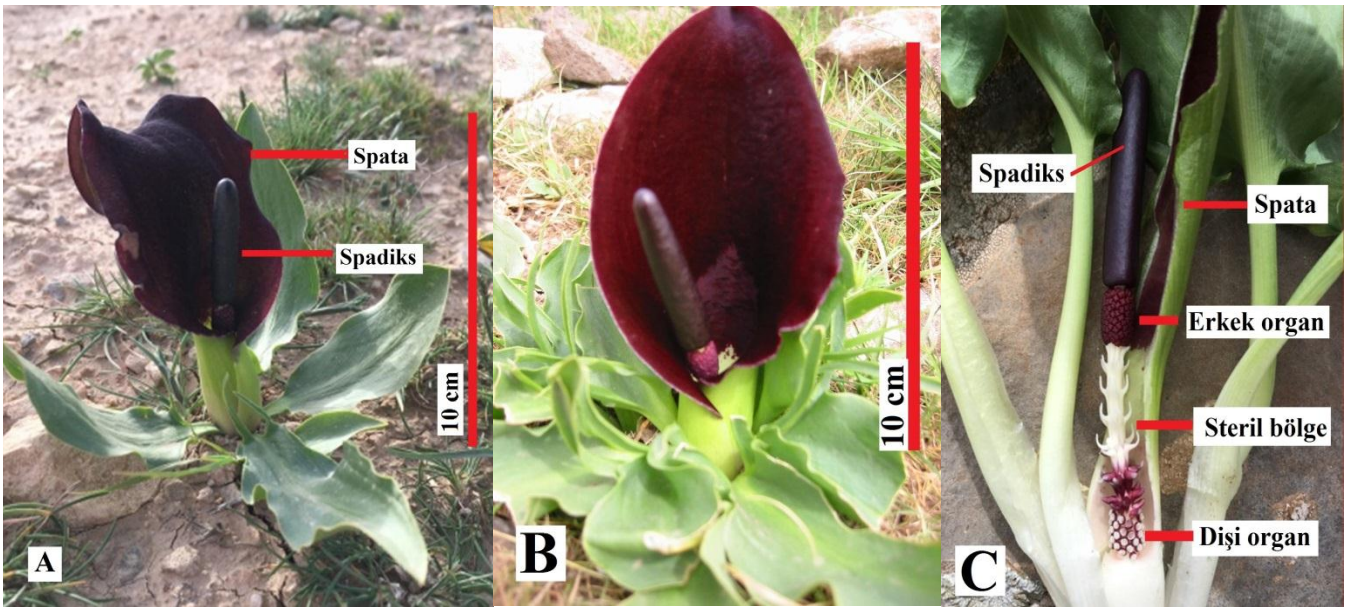 Spata
Spadiks
10 cm
A
10 cm
B
Spadiks
Spata
Erkek organ
Steril bölge
Dişi organ
C